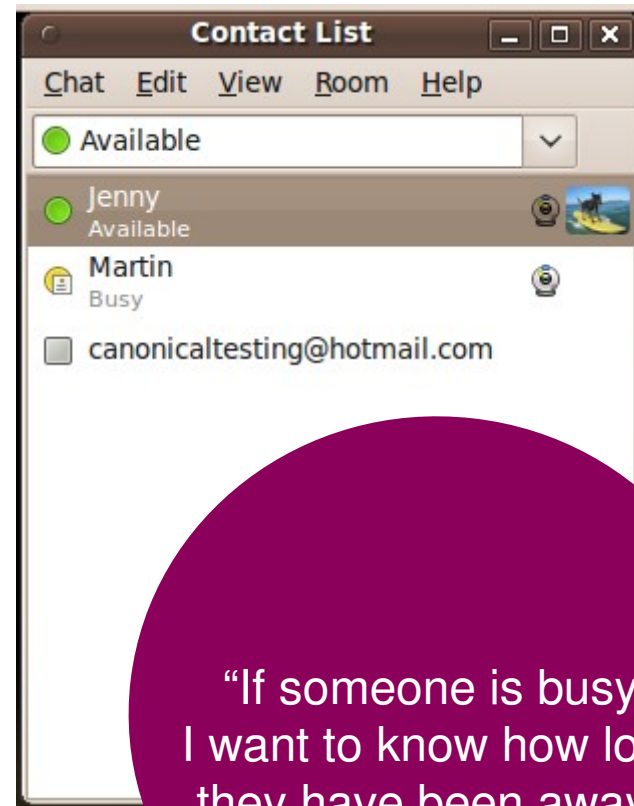 Contact List
Chat Edit View Room Help
Available
Jenny
Available
Martin
Busy
canonicaltesting@hotmail.com
“If someone is busy
I want to know how lo
they have been away